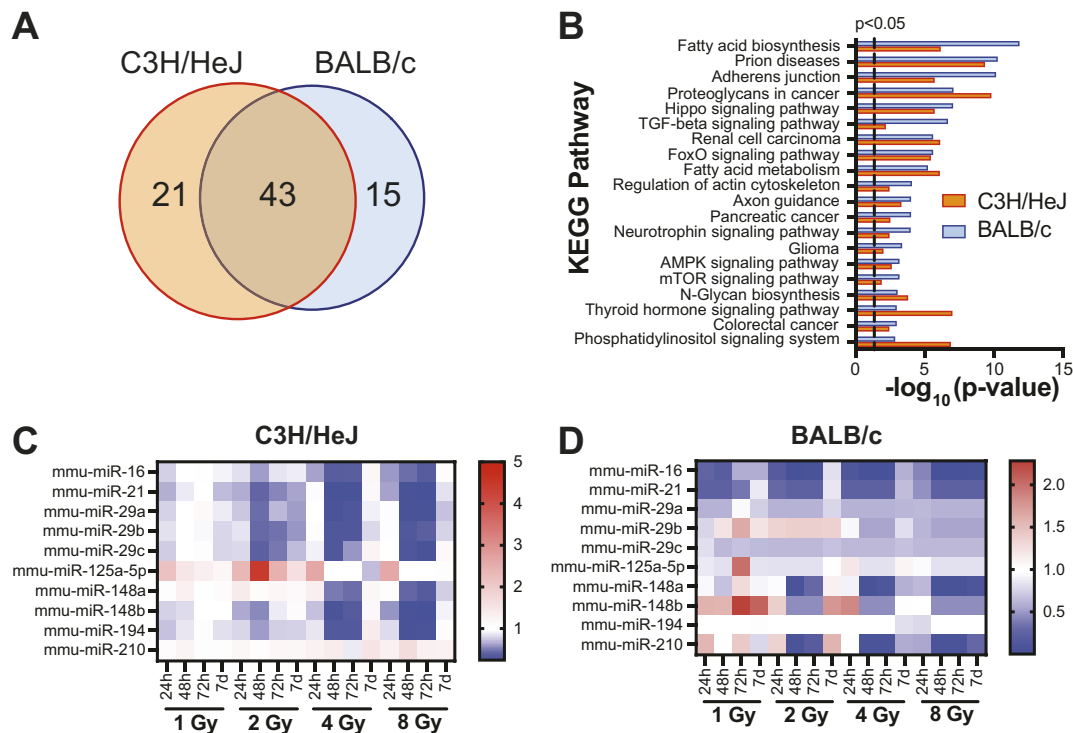 A
C3H/HeJ
BALB/c
21
43
15
B
p<0.05
KEGG Pathway
Fatty acid biosynthesis
Prion diseases
Adherens junction
Proteoglycans in cancer
Hippo signaling pathway
TGF-beta signaling pathway
Renal cell carcinoma
FoxO signaling pathway
Fatty acid metabolism
Regulation of actin cytoskeleton
Axon guidance
Pancreatic cancer
Neurotrophin signaling pathway
Glioma
AMPK signaling pathway
mTOR signaling pathway
N-Glycan biosynthesis
Thyroid hormone signaling pathway
Colorectal cancer
Phosphatidylinositol signaling system
C3H/HeJ
BALB/c
0 5 10 15
-log10 (p-value)
C
C3H/HeJ
mmu-miR-16
mmu-miR-21
mmu-miR-29a
mmu-miR-29b
mmu-miR-29c
mmu-miR-125a-5p
mmu-miR-148a
mmu-miR-148b
mmu-miR-194
mmu-miR-210
24h 48h 72h 7d 24h 48h 72h 7d 24h 48h 72h 7d 24h 48h 72h 7d
1 Gy 2 Gy 4 Gy 8 Gy
5
4
3
2
1
D
BALB/c
mmu-miR-16
mmu-miR-21
mmu-miR-29a
mmu-miR-29b
mmu-miR-29c
mmu-miR-125a-5p
mmu-miR-148a
mmu-miR-148b
mmu-miR-194
mmu-miR-210
24h 48h 72h 7d 24h 48h 72h 7d 24h 48h 72h 7d 24h 48h 72h 7d
1 Gy 2 Gy 4 Gy 8 Gy
2.0
1.5
1.0
0.5